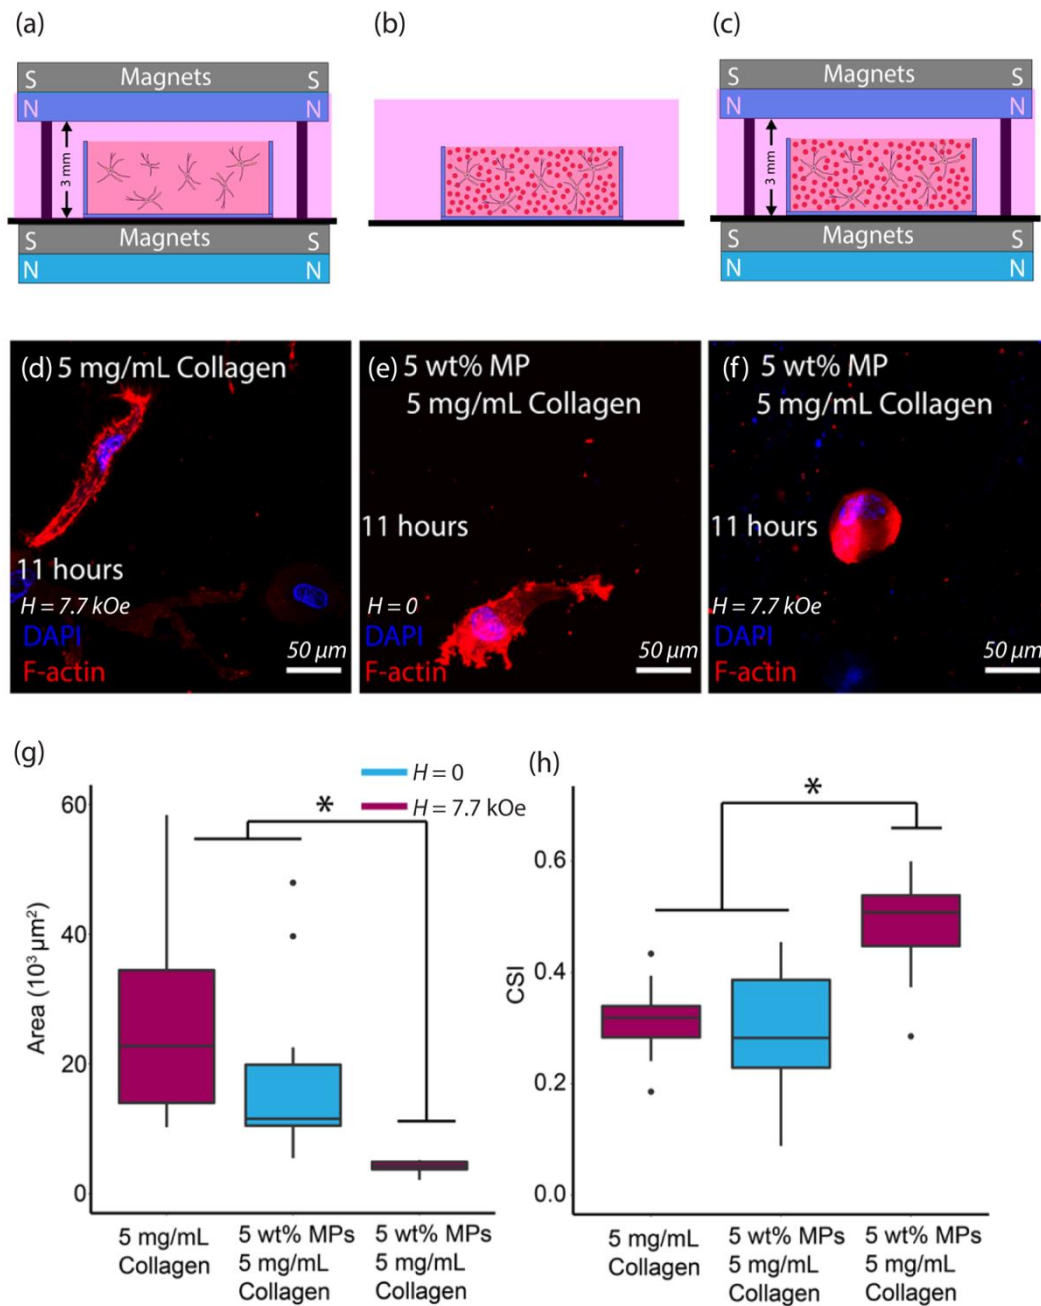 (a)
S Magnets S
N N
3 mm
S Magnets S
N N
(b)
(c)
S Magnets S
N N
3 mm
S Magnets S
N N
(d) 5 mg/mL Collagen
11 hours
H = 7.7 kOe
DAPI
F-actin
50 μm
(e) 5 wt% MP
5 mg/mL Collagen
11 hours
H = 0
DAPI
F-actin
50 μm
(f) 5 wt% MP
5 mg/mL Collagen
11 hours
H = 7.7 kOe
DAPI
F-actin
50 μm
(g)
H = 0
H = 7.7 kOe
*
Area (10³ μm²)
60
40
20
0
5 mg/mL
Collagen
5 wt% MPs
5 mg/mL
Collagen
5 wt% MPs
5 mg/mL
Collagen
(h)
*
CSI
0.6
0.4
0.2
0.0
5 mg/mL
Collagen
5 wt% MPs
5 mg/mL
Collagen
5 wt% MPs
5 mg/mL
Collagen